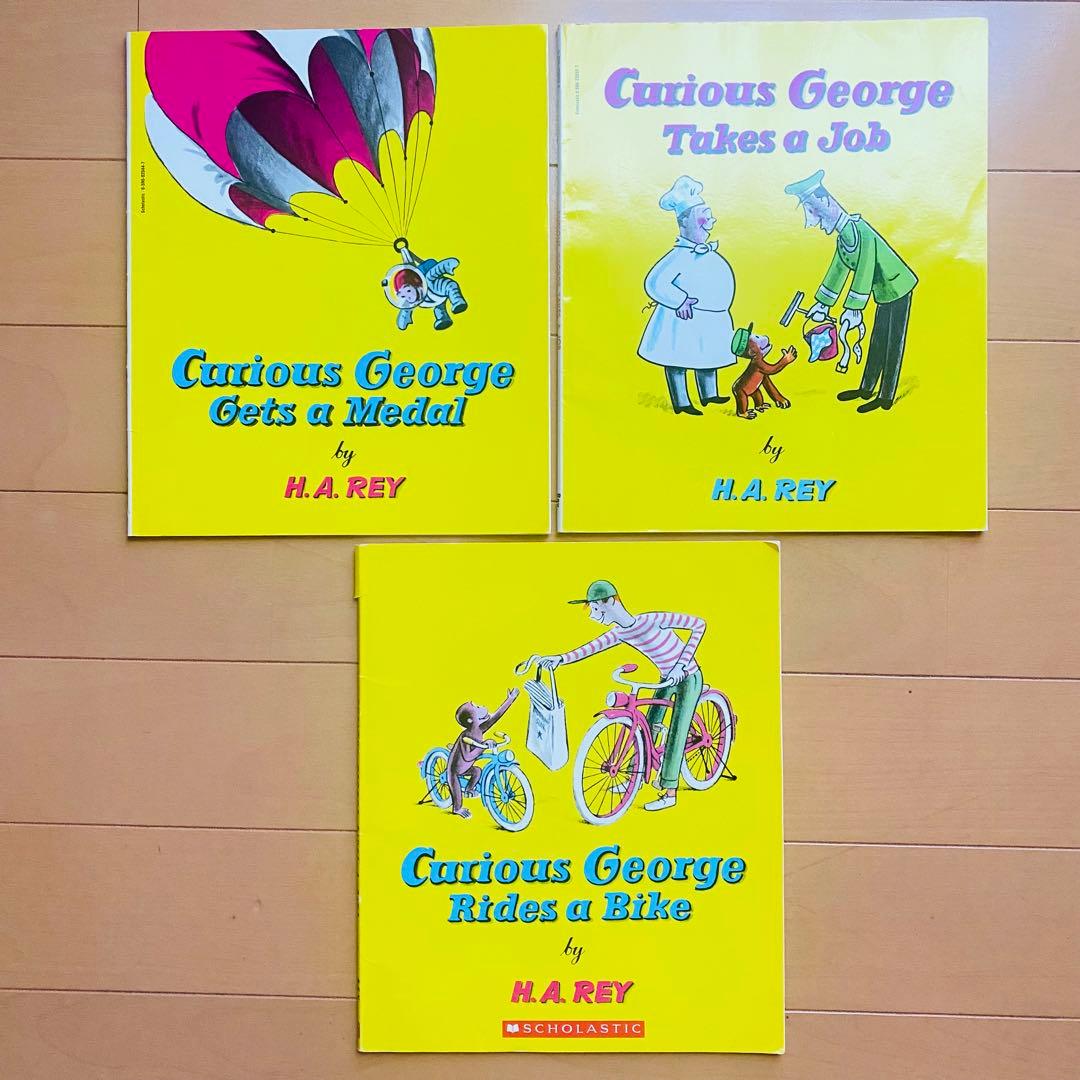 Curious George
Gets a Medal
by
H. A. REY
Curious George
Takes a Job
by
H. A. REY
Curious George
Rides a Bike
by
H. A. REY
SCHOLASTIC